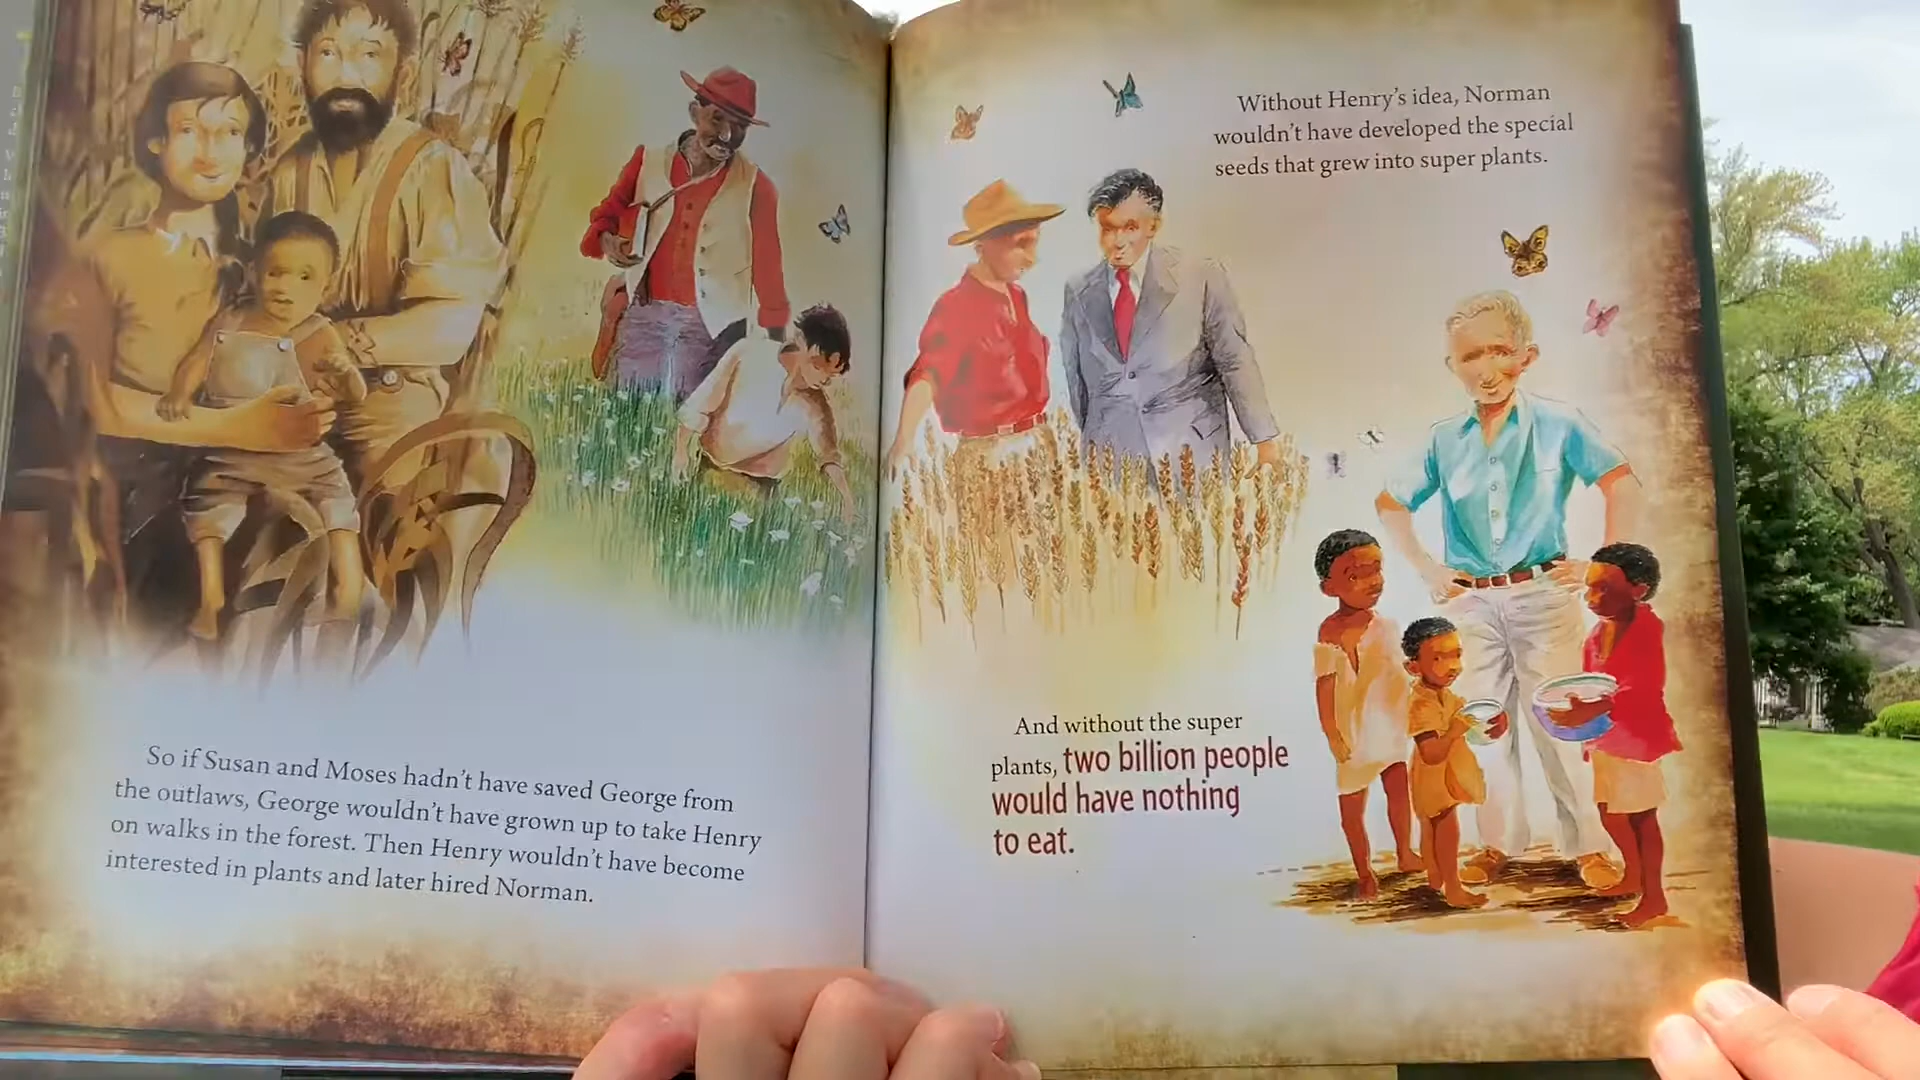 So if Susan and Moses hadn't have saved George from
the outlaws, George wouldn't have grown up to take Henry
on walks in the forest. Then Henry wouldn't have become
interested in plants and later hired Norman.
Without Henry's idea, Norman
wouldn't have developed the special
seeds that grew into super plants.
And without the super
plants, two billion people
would have nothing
to eat.